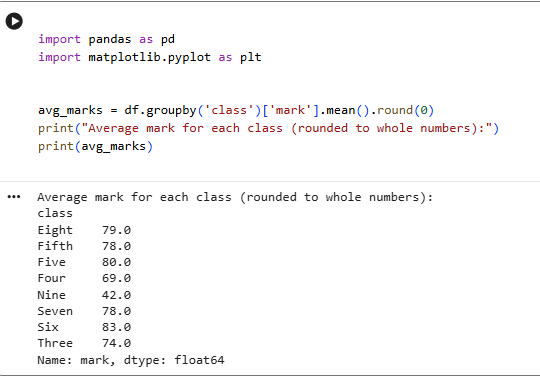 import pandas as pd
import matplotlib.pyplot as plt
avg_marks = df.groupby('class')['mark'].mean().round(0)
print("Average mark for each class (rounded to whole numbers):")
print(avg_marks)
Average mark for each class (rounded to whole numbers):
class
Eight    79.0
Fifth    78.0
Five     80.0
Four     69.0
Nine     42.0
Seven    78.0
Six      83.0
Three    74.0
Name: mark, dtype: float64